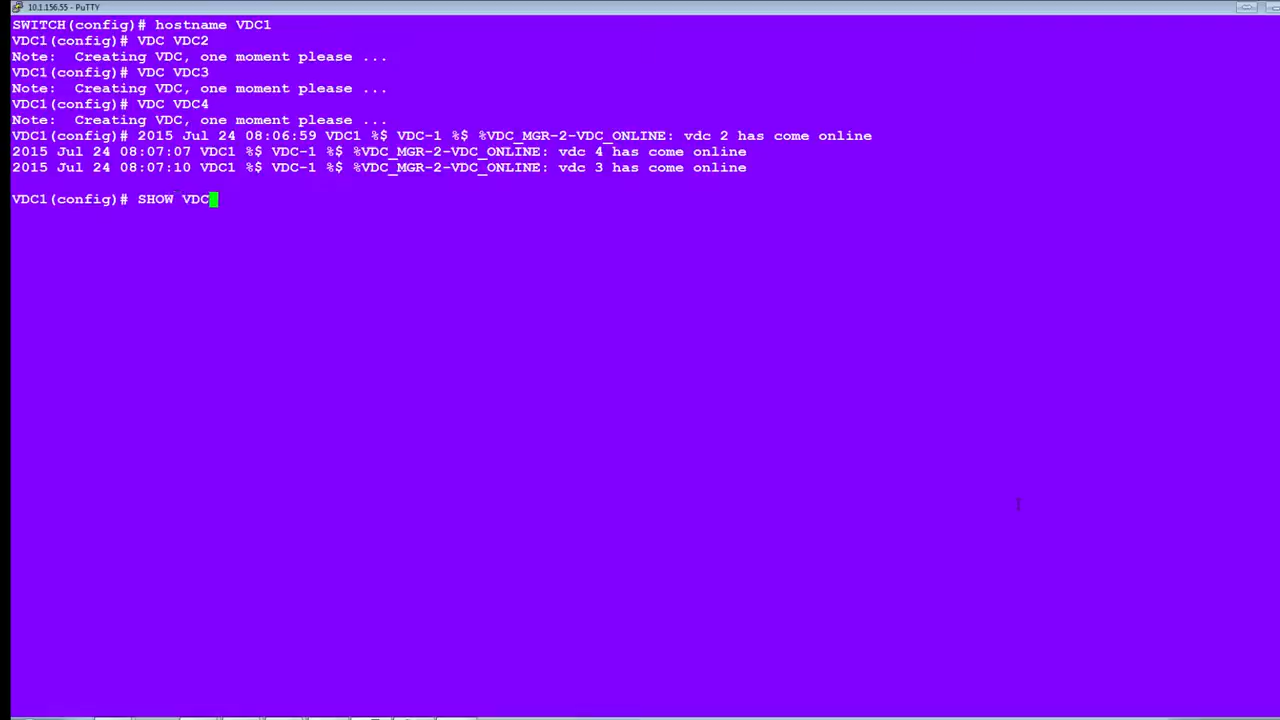 10.1.156.55 - PuTTY
SWITCH(config)# hostname VDC1
VDC1(config)# VDC VDC2
Note:  Creating VDC, one moment please ...
VDC1(config)# VDC VDC3
Note:  Creating VDC, one moment please ...
VDC1(config)# VDC VDC4
Note:  Creating VDC, one moment please ...
VDC1(config)# 2015 Jul 24 08:06:59 VDC1 %$ VDC-1 %$ %VDC_MGR-2-VDC_ONLINE: vdc 2 has come online
2015 Jul 24 08:07:07 VDC1 %$ VDC-1 %$ %VDC_MGR-2-VDC_ONLINE: vdc 4 has come online
2015 Jul 24 08:07:10 VDC1 %$ VDC-1 %$ %VDC_MGR-2-VDC_ONLINE: vdc 3 has come online
VDC1(config)# SHOW VDC